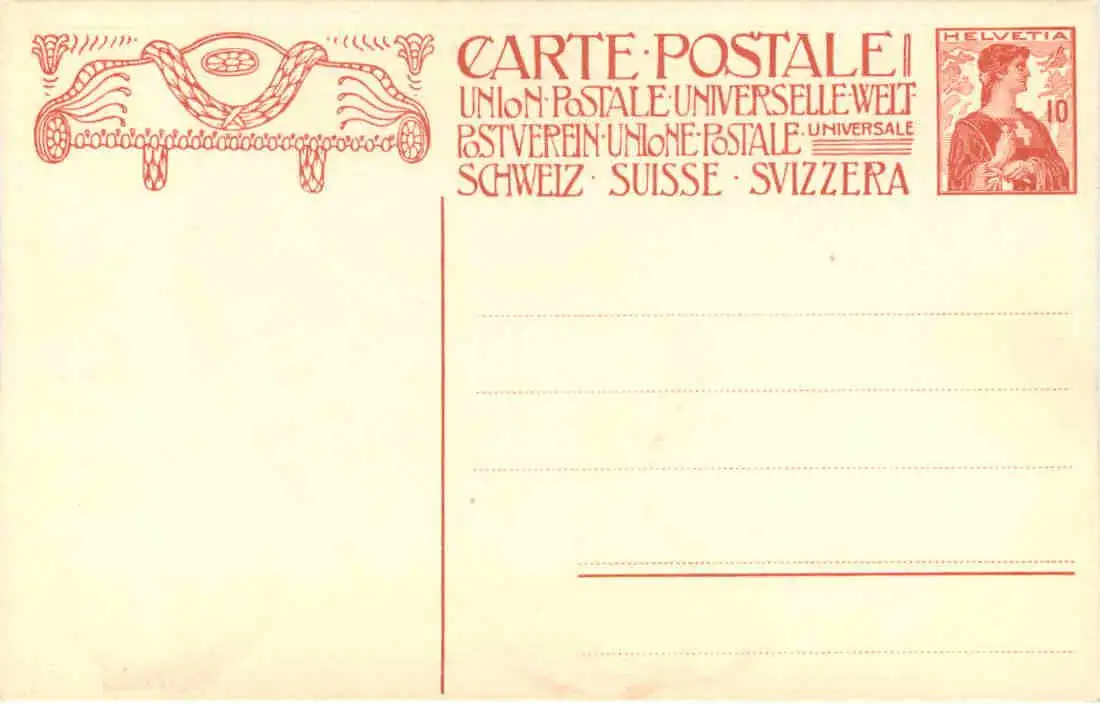 CARTE·POSTALE
UNION·POSTALE·UNIVERSELLE·WELT-
POSTVEREIN·UNIONE·POSTALE UNIVERSALE
SCHWEIZ · SUISSE · SVIZZERA
HELVETIA
10